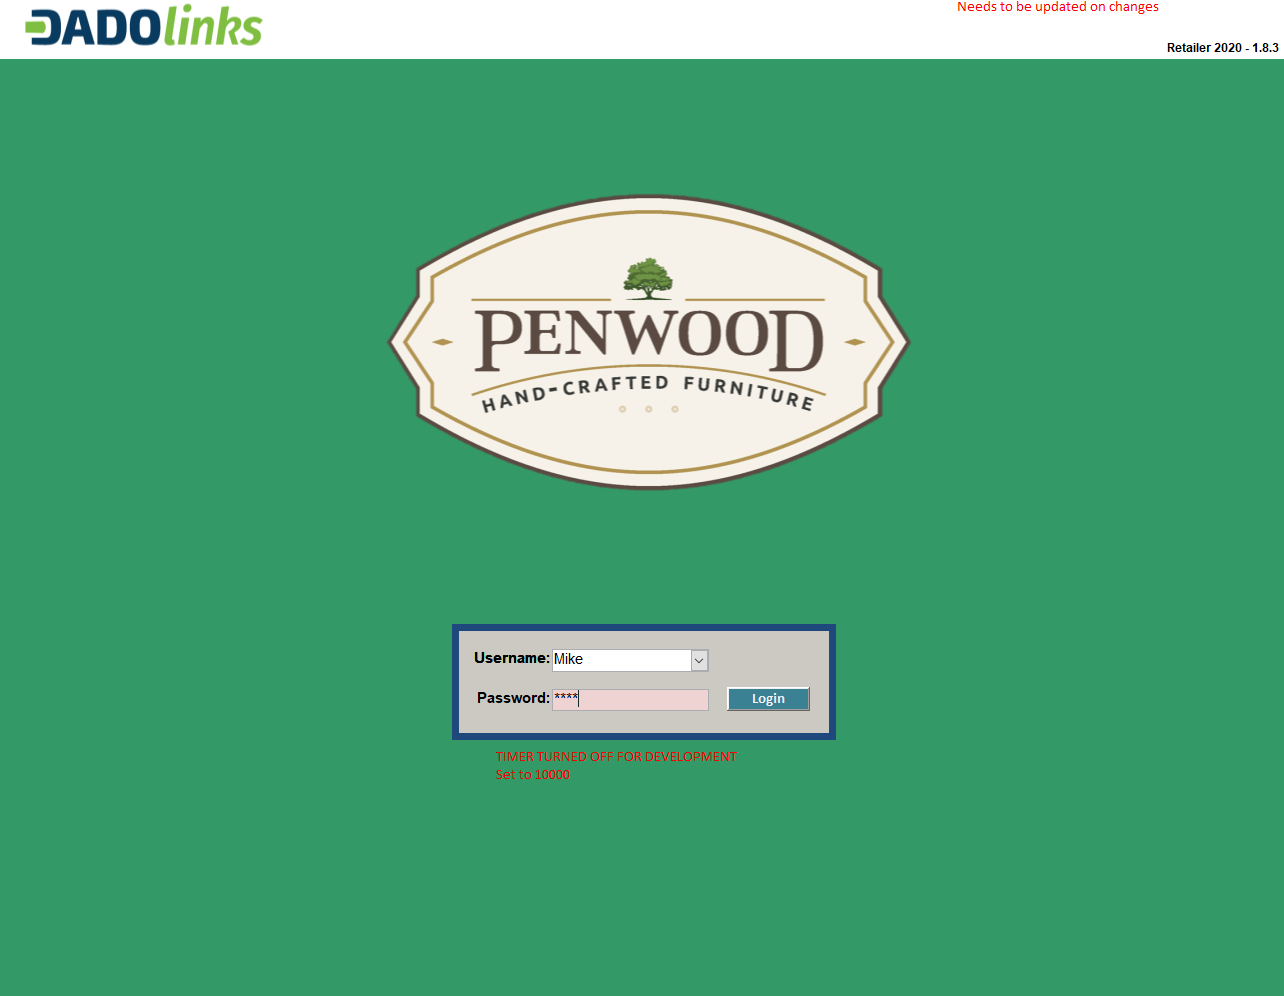 DADOlinks
Needs to be updated on changes
Retailer 2020 - 1.8.3
PENWOOD
HAND-CRAFTED FURNITURE
Username: Mike
Password: ****
Login
TIMER TURNED OFF FOR DEVELOPMENT
Set to 10000